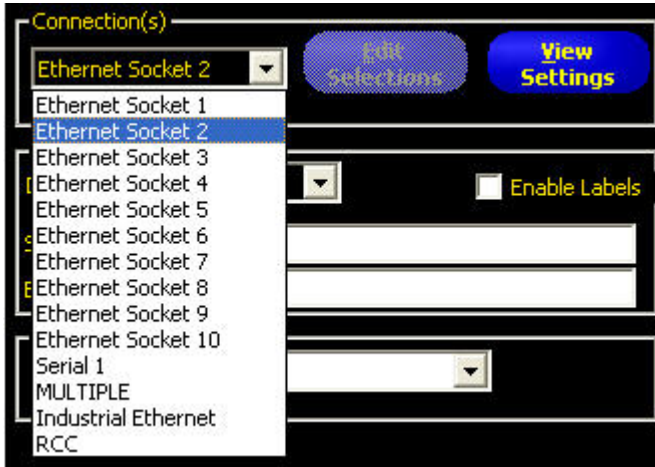 Connection(s)
Ethernet Socket 2
Edit
Selections
View
Settings
Ethernet Socket 1
Ethernet Socket 2
Ethernet Socket 3
Ethernet Socket 4
Enable Labels
Ethernet Socket 5
Ethernet Socket 6
Ethernet Socket 7
Ethernet Socket 8
Ethernet Socket 9
Ethernet Socket 10
Serial 1
MULTIPLE
Industrial Ethernet
RCC